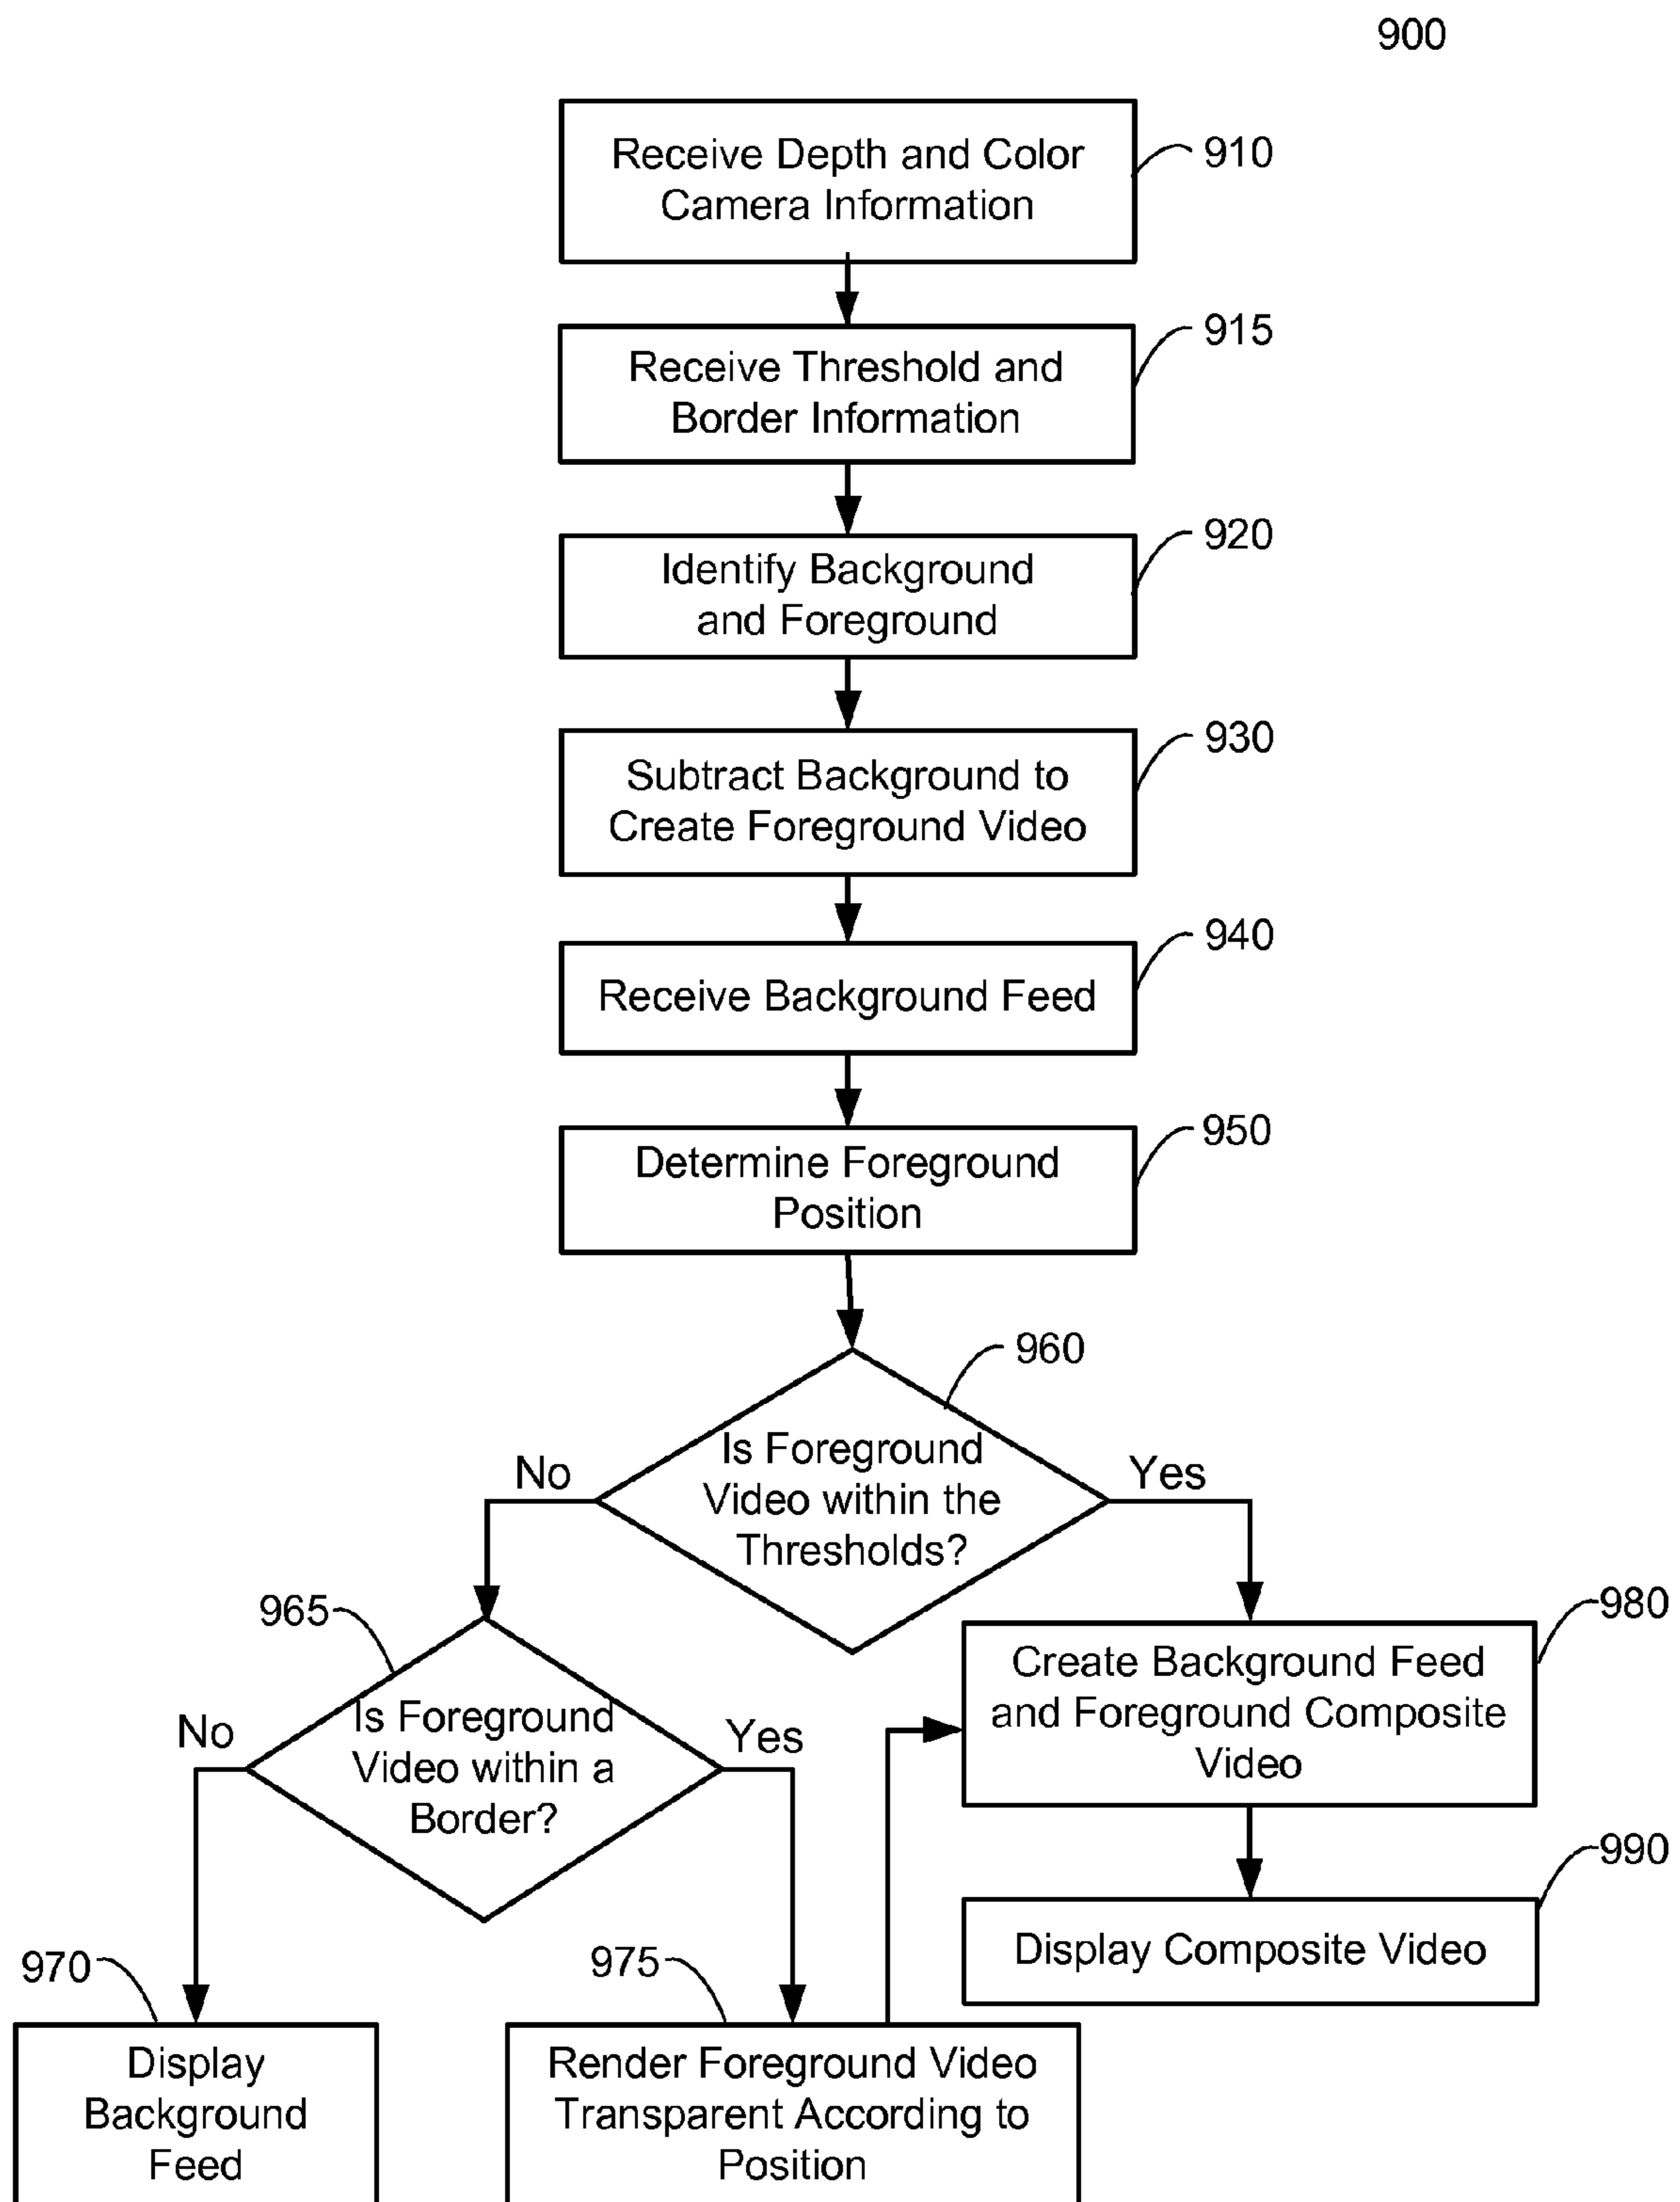 900
Receive Depth and Color
Camera Information
910
Receive Threshold and
Border Information
915
Identify Background
and Foreground
920
Subtract Background to
Create Foreground Video
930
Receive Background Feed
940
Determine Foreground
Position
950
960
Is Foreground
Video within the
Thresholds?
No
Yes
965
Is Foreground
Video within a
Border?
No
Yes
980
Create Background Feed
and Foreground Composite
Video
990
Display Composite Video
970
Display
Background
Feed
975
Render Foreground Video
Transparent According to
Position